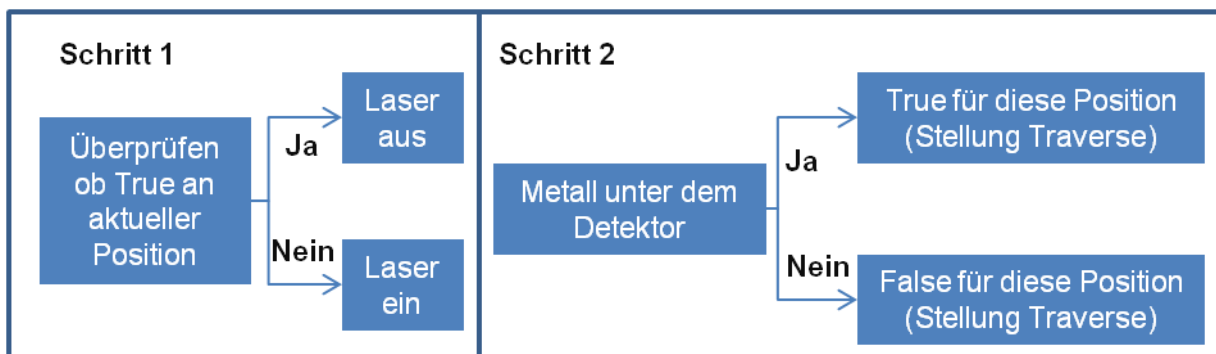 Schritt 1
Überprüfen
ob True an
aktueller
Position
Ja
Laser
aus
Nein
Laser
ein
Schritt 2
Metall unter dem
Detektor
Ja
True für diese Position
(Stellung Traverse)
Nein
False für diese Position
(Stellung Traverse)